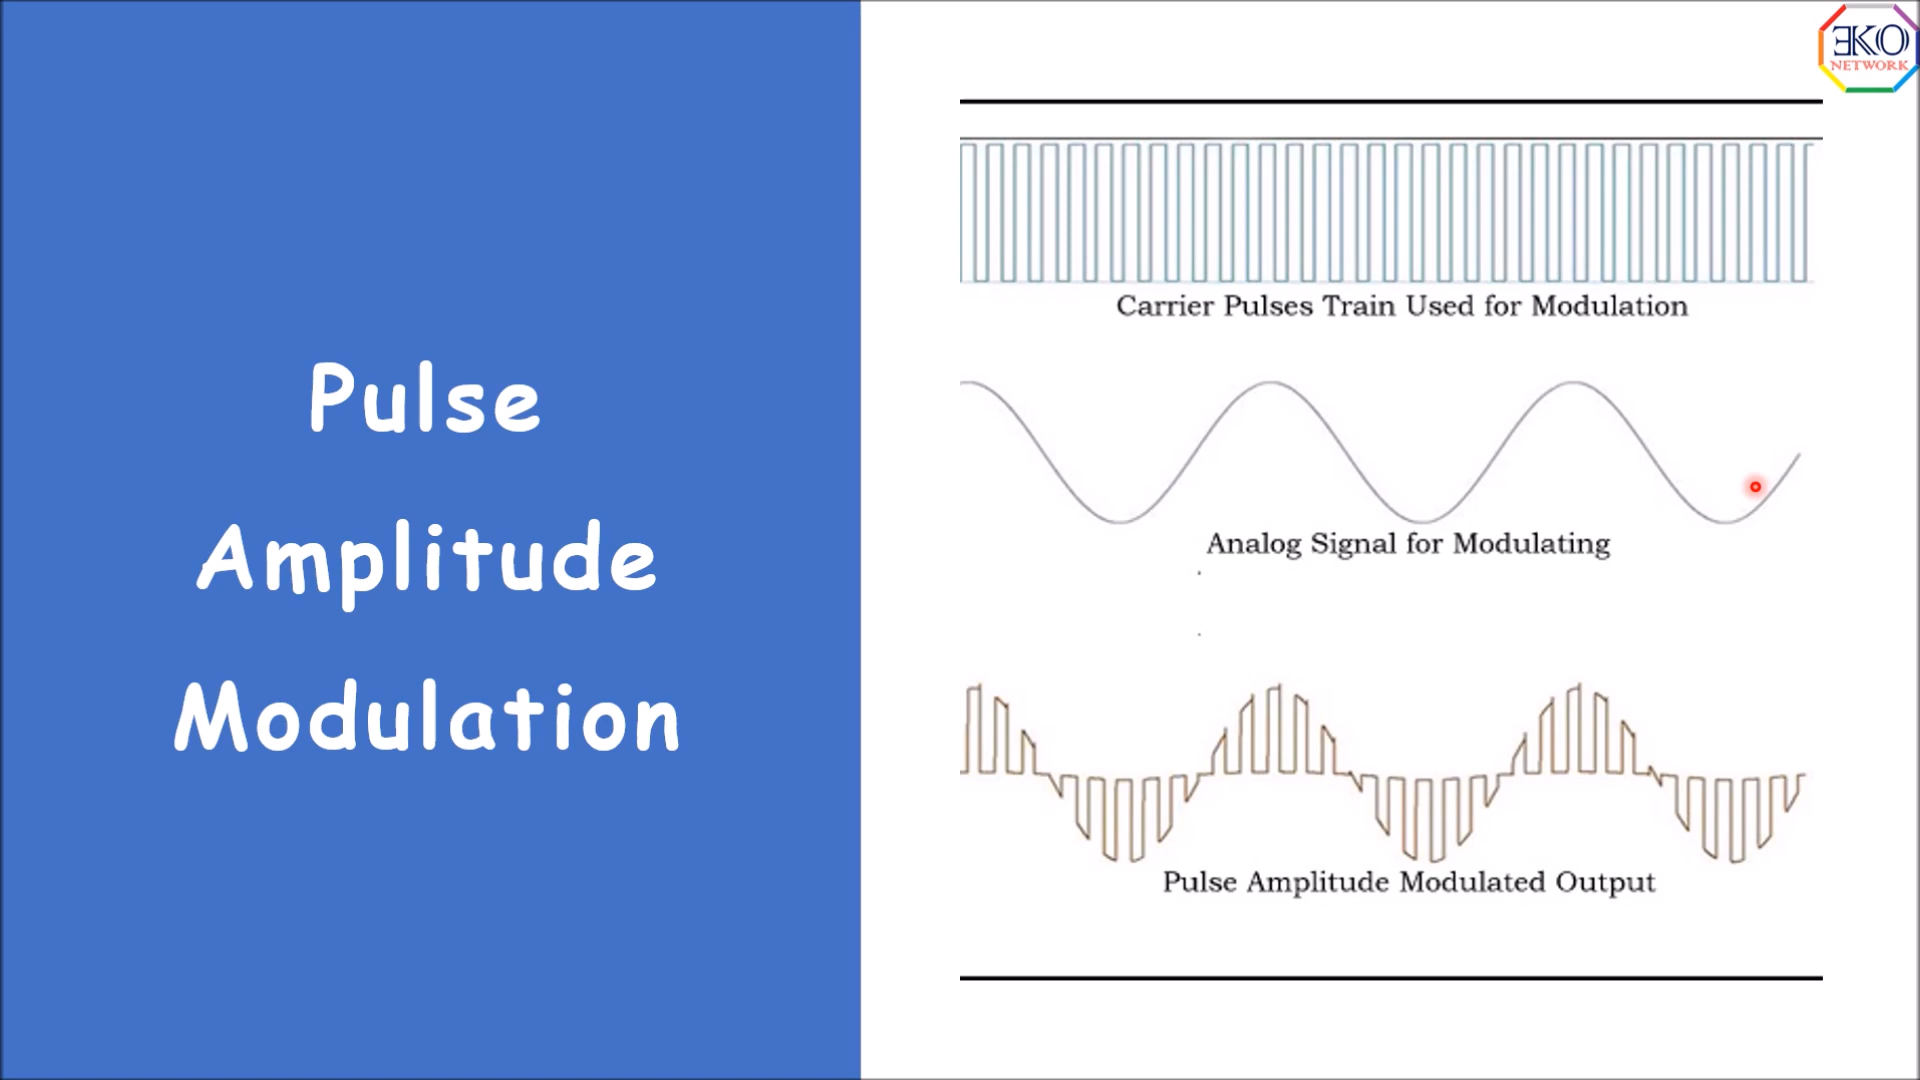 Pulse
Amplitude
Modulation
EKO
NETWORK
Carrier Pulses Train Used for Modulation
Analog Signal for Modulating
Pulse Amplitude Modulated Output